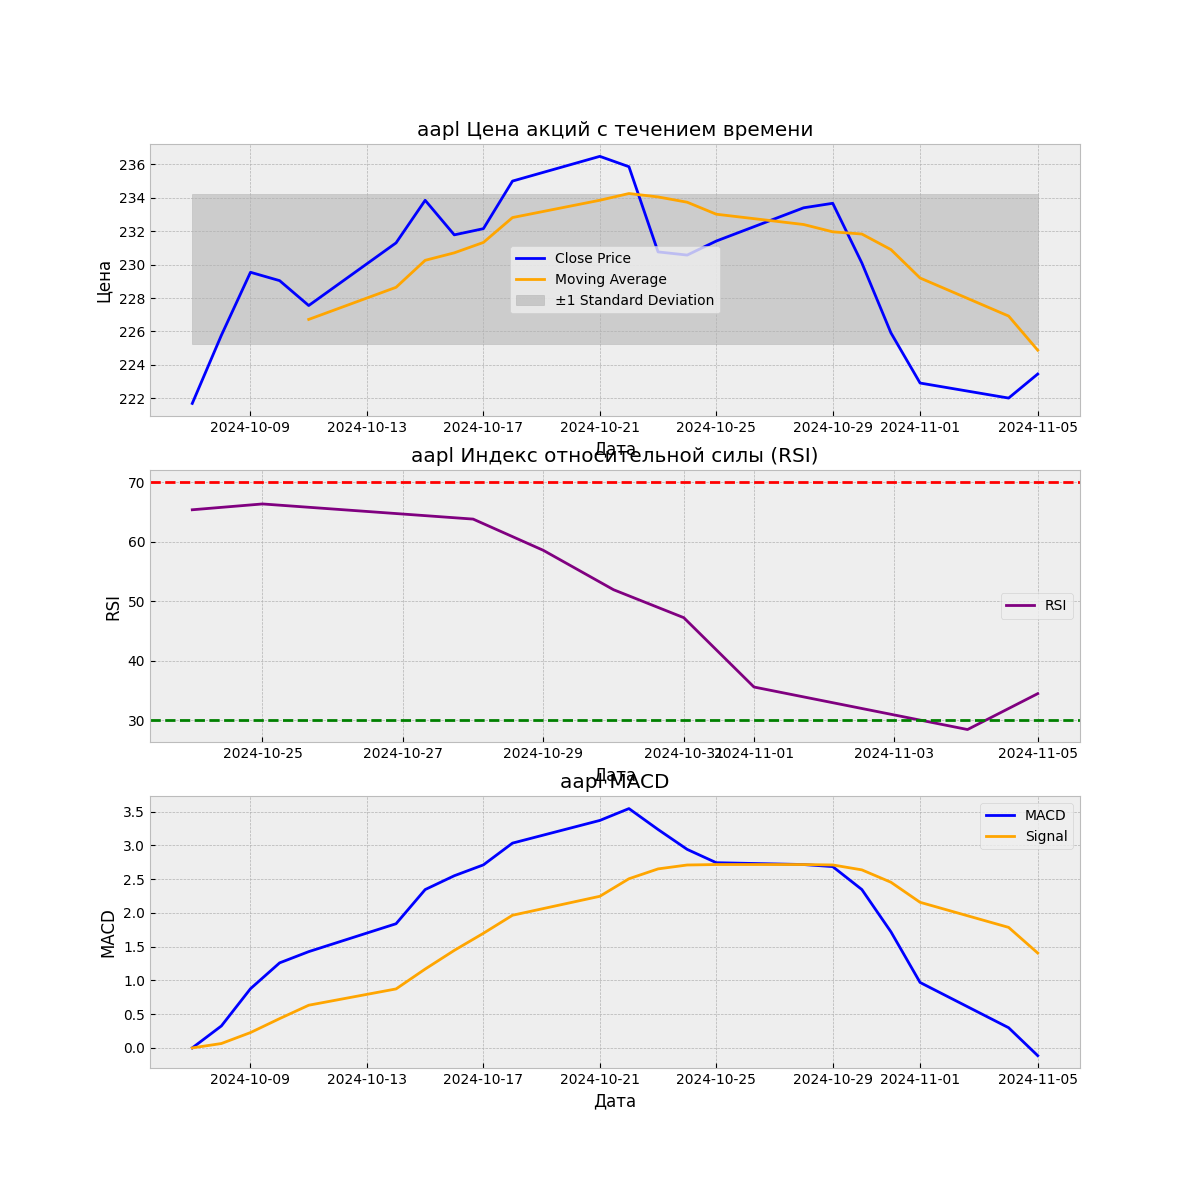 aapl Цена акций с течением времени
236
234
232
230
228
226
224
222
Цена
Close Price
Moving Average
±1 Standard Deviation
2024-10-09 2024-10-13 2024-10-17 2024-10-21 2024-10-25 2024-10-29 2024-11-01 2024-11-05
Дата
aapl Индекс относительной силы (RSI)
70
60
50
40
30
RSI
RSI
2024-10-25 2024-10-27 2024-10-29 2024-10-31 2024-11-01 2024-11-03 2024-11-05
Дата
aapl MACD
3.5
3.0
2.5
2.0
1.5
1.0
0.5
0.0
MACD
MACD
Signal
2024-10-09 2024-10-13 2024-10-17 2024-10-21 2024-10-25 2024-10-29 2024-11-01 2024-11-05
Дата